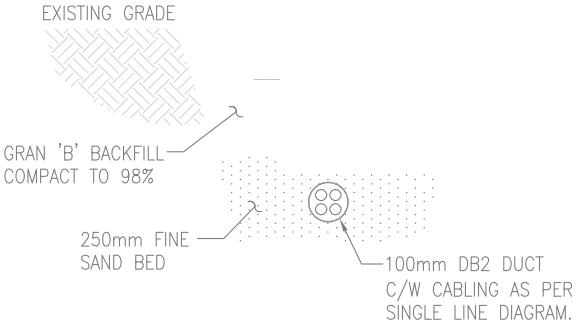 EXISTING GRADE
GRAN 'B' BACKFILL
COMPACT TO 98%
250mm FINE
SAND BED
100mm DB2 DUCT
C/W CABLING AS PER
SINGLE LINE DIAGRAM.